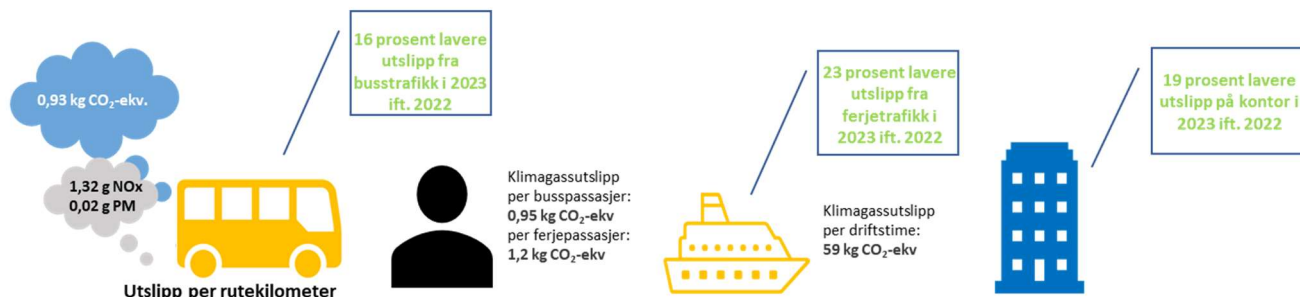 0,93 kg CO₂-ekv.
1,32 g NOx
0,02 g PM
Utslipp per rutekilometer
16 prosent lavere
utslipp fra
busstrafikk i 2023
ift. 2022
Klimagassutslipp
per busspassasjer:
0,95 kg CO₂-ekv
per ferjepassasjer:
1,2 kg CO₂-ekv
23 prosent lavere
utslipp fra
ferjetrafikk i
2023 ift. 2022
Klimagassutslipp
per driftstime:
59 kg CO₂-ekv
19 prosent lavere
utslipp på kontor i
2023 ift. 2022